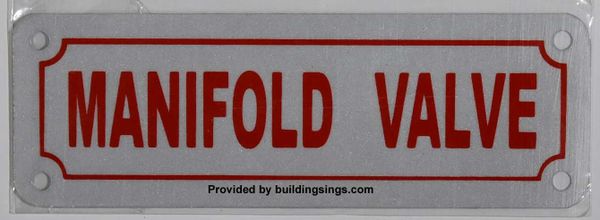 MANIFOLD VALVE
Provided by buildingsings.com